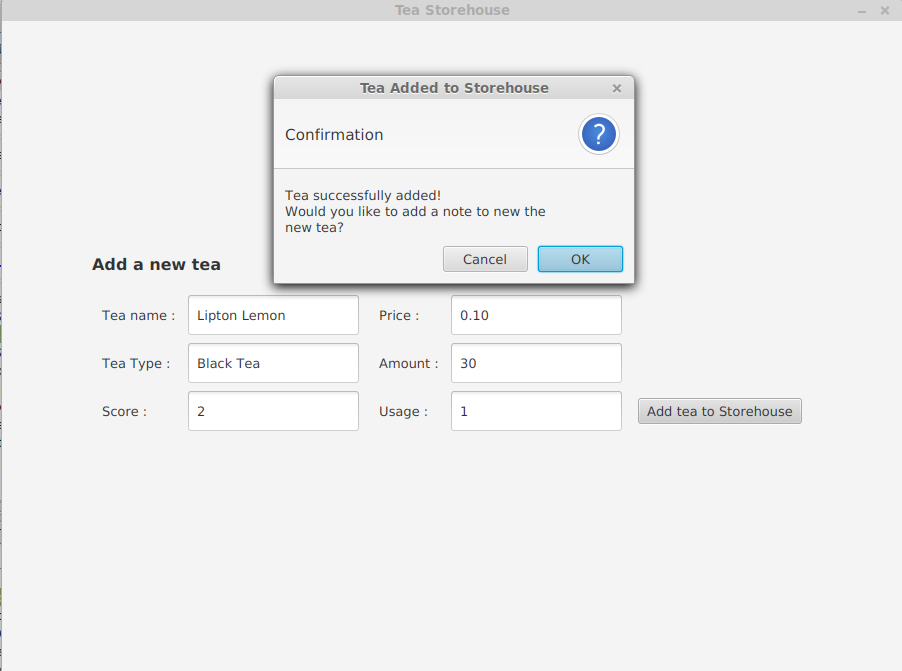 Tea Storehouse
Tea Added to Storehouse
Confirmation
?
Tea successfully added!
Would you like to add a note to new the
new tea?
Cancel OK
Add a new tea
Tea name : Lipton Lemon Price : 0.10
Tea Type : Black Tea Amount : 30
Score : 2 Usage : 1 Add tea to Storehouse